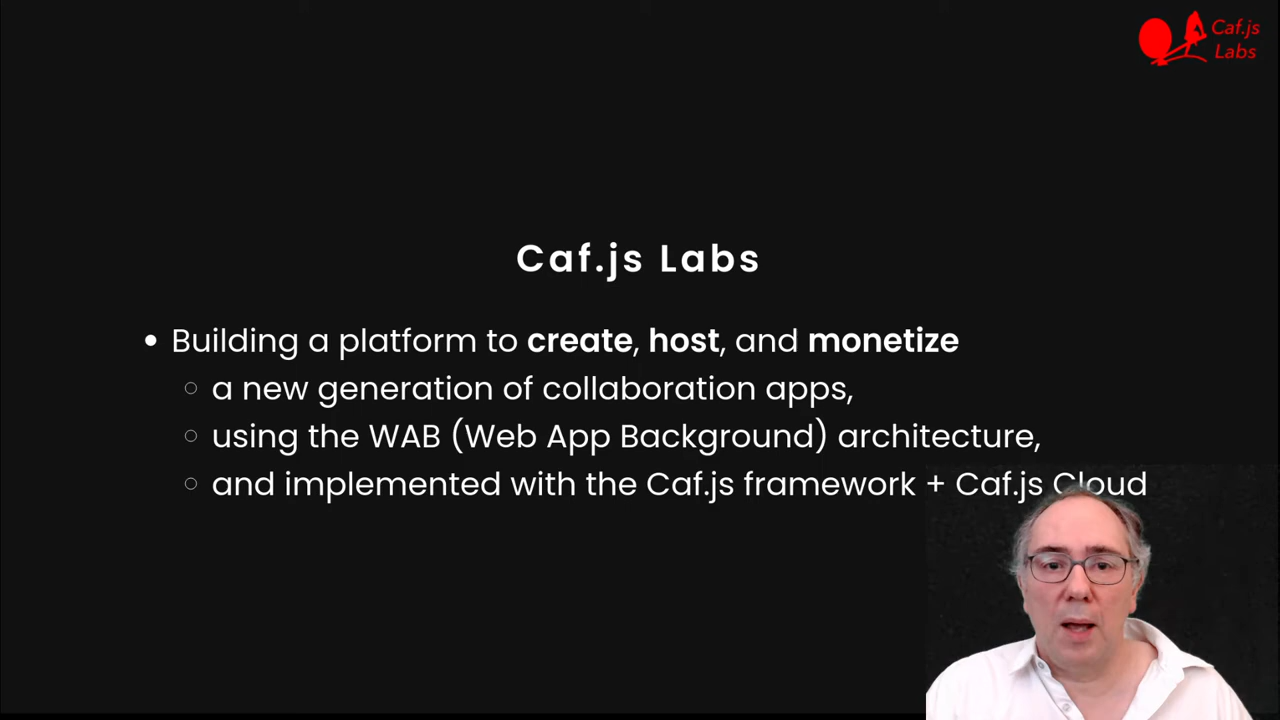 Caf.js
Labs
Caf.js Labs
Building a platform to create, host, and monetize
a new generation of collaboration apps,
using the WAB (Web App Background) architecture,
and implemented with the Caf.js framework + Caf.js Cloud